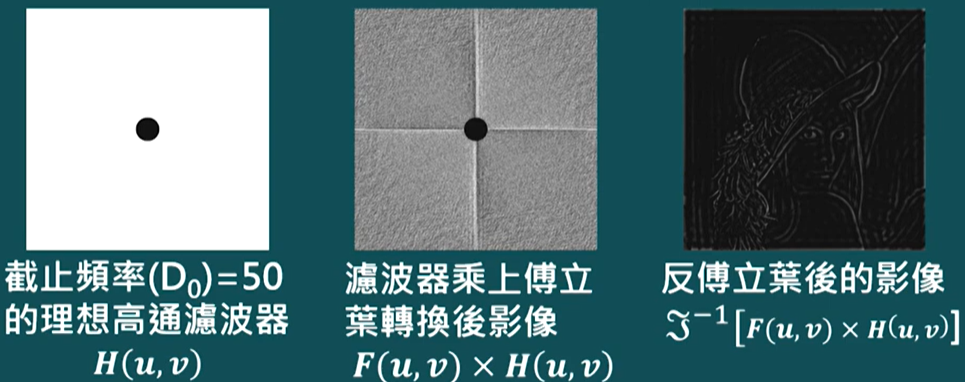 截止頻率(D₀)=50
的理想高通濾波器
H(u,v)
濾波器乘上傅立
葉轉換後影像
F(u,v) × H(u,v)
反傅立葉後的影像
ℑ⁻¹[F(u,v) × H(u,v)]